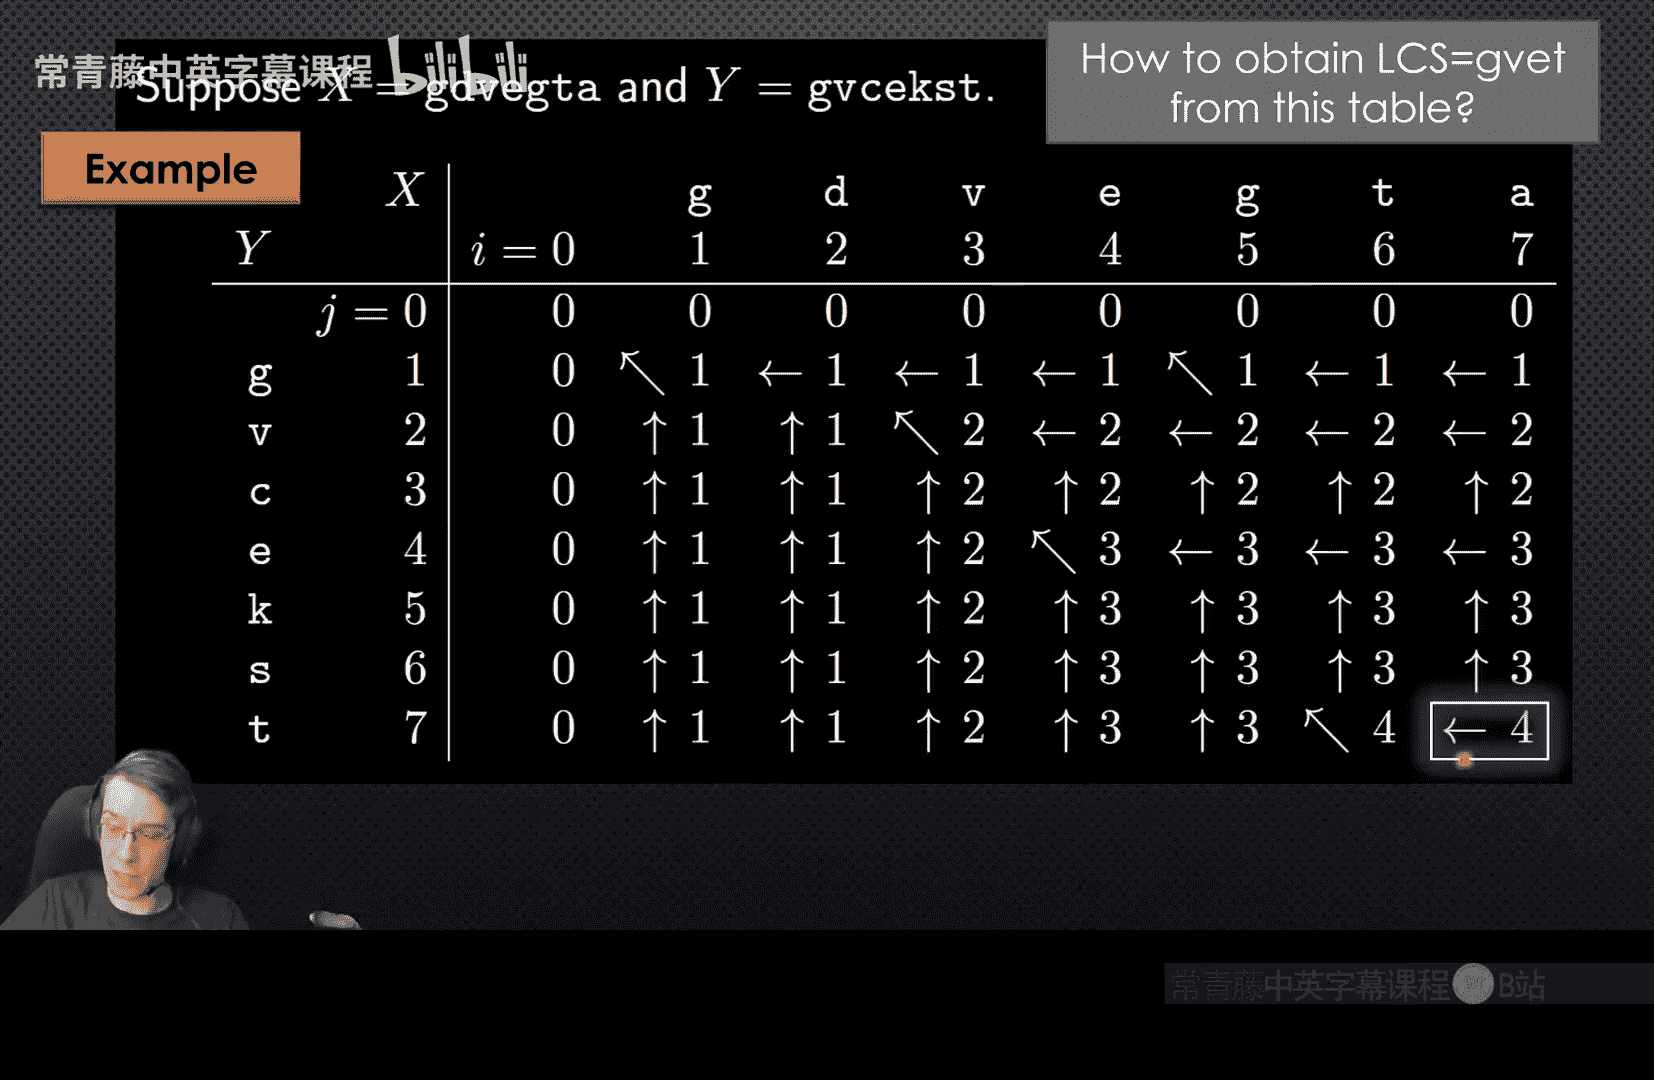 常青藤中英字幕课程 bilibili
Suppose X = gdvegta and Y = gvcekst.
How to obtain LCS=gvet
from this table?
Example
X g d v e g t a
Y i = 0 1 2 3 4 5 6 7
j = 0 0 0 0 0 0 0 0 0
g 1 0 ↖ 1 ← 1 ← 1 ← 1 ↖ 1 ← 1 ← 1
v 2 0 ↑ 1 ↑ 1 ↖ 2 ← 2 ← 2 ← 2 ← 2
c 3 0 ↑ 1 ↑ 1 ↑ 2 ↑ 2 ↑ 2 ↑ 2 ↑ 2
e 4 0 ↑ 1 ↑ 1 ↑ 2 ↖ 3 ← 3 ← 3 ← 3
k 5 0 ↑ 1 ↑ 1 ↑ 2 ↑ 3 ↑ 3 ↑ 3 ↑ 3
s 6 0 ↑ 1 ↑ 1 ↑ 2 ↑ 3 ↑ 3 ↑ 3 ↑ 3
t 7 0 ↑ 1 ↑ 1 ↑ 2 ↑ 3 ↑ 3 ↖ 4 ← 4
常青藤中英字幕课程 B站